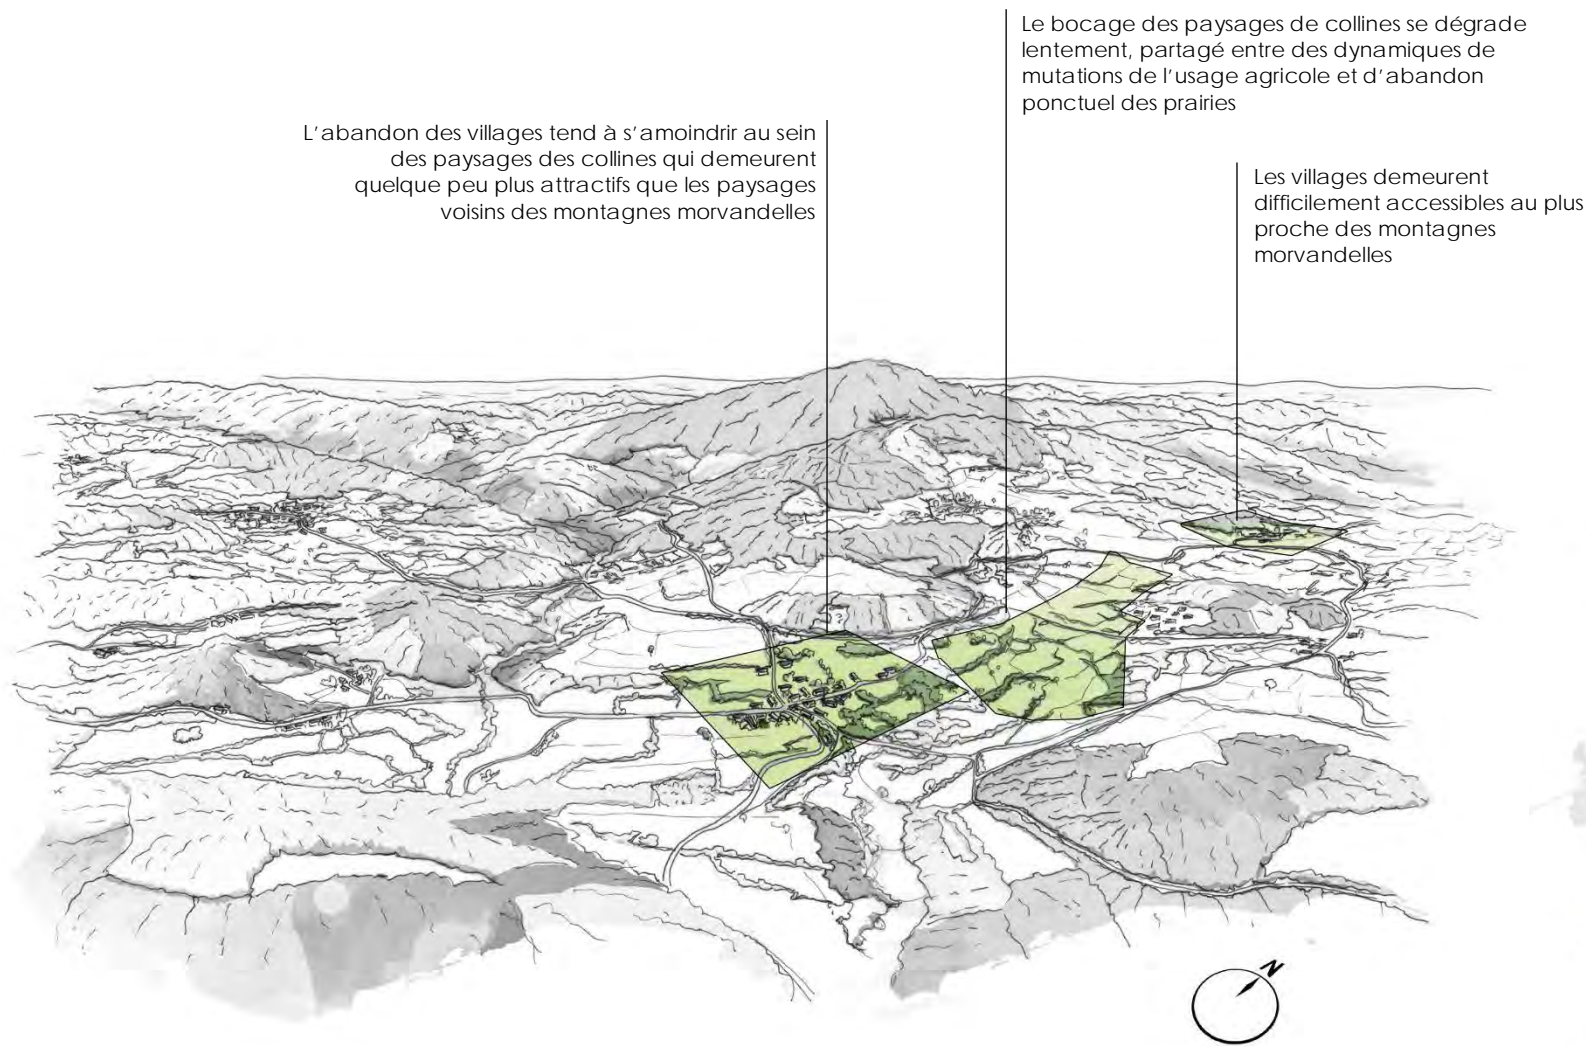 Le bocage des paysages de collines se dégrade
lentement, partagé entre des dynamiques de
mutations de l'usage agricole et d'abandon
ponctuel des prairies
L'abandon des villages tend à s'amoindrir au sein
des paysages des collines qui demeurent
quelque peu plus attractifs que les paysages
voisins des montagnes morvandelles
Les villages demeurent
difficilement accessibles au plus
proche des montagnes
morvandelles
N